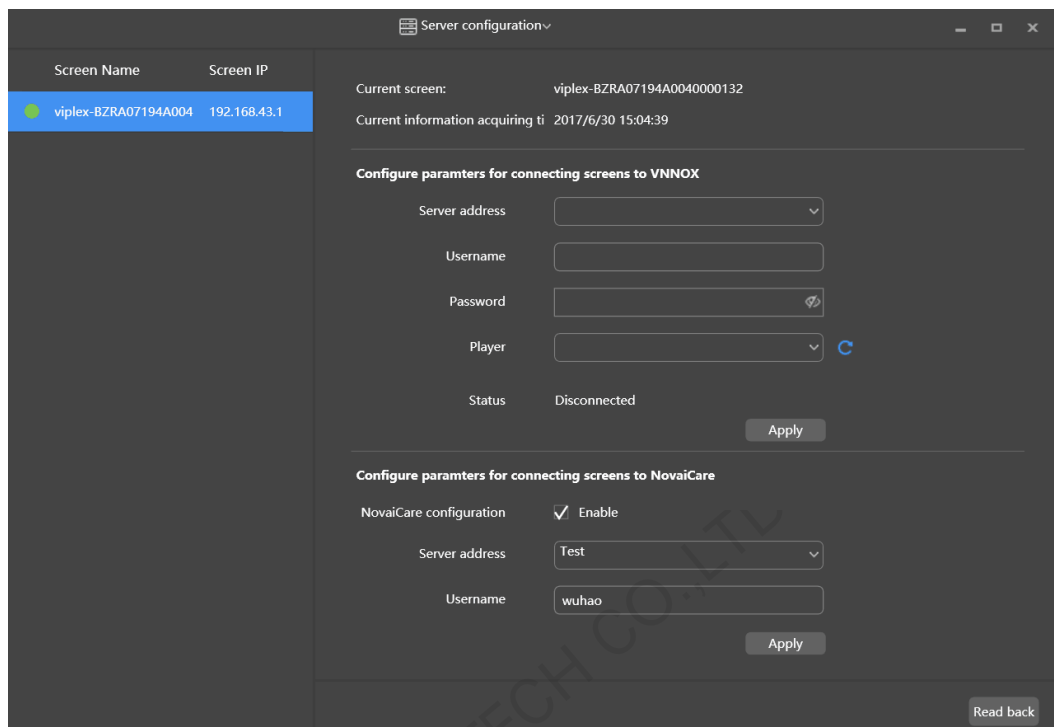 Server configuration
Screen Name Screen IP
viplex-BZRA07194A004 192.168.43.1
Current screen: viplex-BZRA07194A0040000132
Current information acquiring ti 2017/6/30 15:04:39
Configure paramters for connecting screens to VNNOX
Server address
Username
Password
Player
Status Disconnected
Apply
Configure paramters for connecting screens to NovaiCare
NovaiCare configuration Enable
Server address Test
Username wuhao
Apply
Read back
TECH CO.,LTD